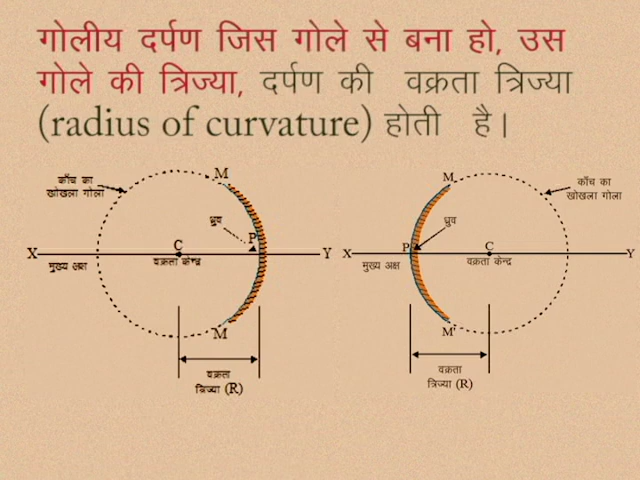 गोलीय दर्पण जिस गोले से बना हो, उस
गोले की त्रिज्या, दर्पण की वक्रता त्रिज्या
(radius of curvature) होती है।
M
काँच का
खोखला गोला
ध्रुव
P
C
X
Y
मुख्य अक्ष
वक्रता केन्द्र
M
वक्रता
त्रिज्या (R)
M
काँच का
खोखला गोला
ध्रुव
P
C
X
Y
मुख्य अक्ष
वक्रता केन्द्र
M'
वक्रता
त्रिज्या (R)